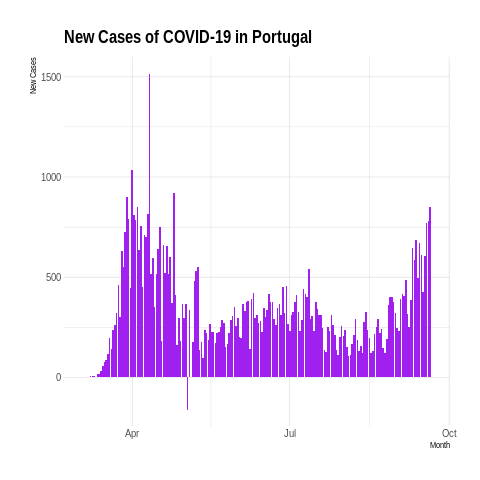 New Cases of COVID-19 in Portugal
New Cases
1500
1000
500
0
Apr
Jul
Oct
Month